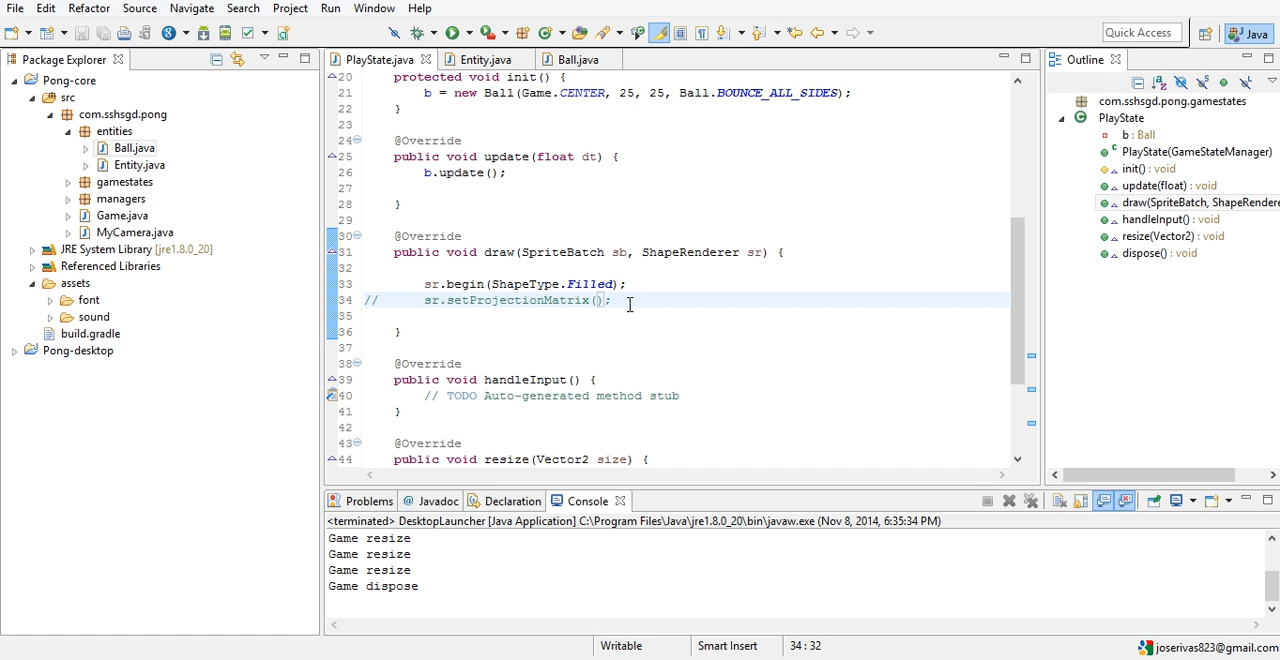 File Edit Refactor Source Navigate Search Project Run Window Help
Quick Access Java
Package Explorer
Pong-core
src
com.sshsgd.pong
entities
Ball.java
Entity.java
gamestates
managers
Game.java
MyCamera.java
JRE System Library [jre1.8.0_20]
Referenced Libraries
assets
font
sound
build.gradle
Pong-desktop
PlayState.java Entity.java Ball.java
20 protected void init() {
21 b = new Ball(Game.CENTER, 25, 25, Ball.BOUNCE_ALL_SIDES);
22 }
23
24 @Override
25 public void update(float dt) {
26 b.update();
27
28 }
29
30 @Override
31 public void draw(SpriteBatch sb, ShapeRenderer sr) {
32
33 sr.begin(ShapeType.Filled);
34 // sr.setProjectionMatrix();
35
36 }
37
38 @Override
39 public void handleInput() {
40 // TODO Auto-generated method stub
41 }
42
43 @Override
44 public void resize(Vector2 size) {
Outline
com.sshsgd.pong.gamestates
PlayState
b : Ball
PlayState(GameStateManager)
init() : void
update(float) : void
draw(SpriteBatch, ShapeRendere
handleInput() : void
resize(Vector2) : void
dispose() : void
Problems @ Javadoc Declaration Console
<terminated> DesktopLauncher [Java Application] C:\Program Files\Java\jre1.8.0_20\bin\javaw.exe (Nov 8, 2014, 6:35:34 PM)
Game resize
Game resize
Game resize
Game dispose
Writable Smart Insert 34 : 32 joserivas823@gmail.com